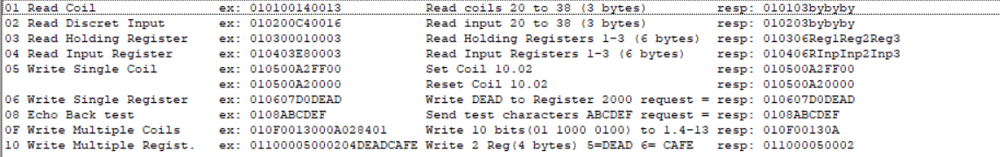 01 Read Coil ex: 010100140013 Read coils 20 to 38 (3 bytes) resp: 010103bybyby
02 Read Discret Input ex: 010200C40016 Read input 20 to 38 (3 bytes) resp: 010203bybyby
03 Read Holding Register ex: 010300010003 Read Holding Registers 1-3 (6 bytes) resp: 010306Reg1Reg2Reg3
04 Read Input Register ex: 010403E80003 Read Input Registers 1-3 (6 bytes) resp: 010406RInpInp2Inp3
05 Write Single Coil ex: 010500A2FF00 Set Coil 10.02 resp: 010500A2FF00
ex: 010500A20000 Reset Coil 10.02 resp: 010500A20000
06 Write Single Register ex: 010607D0DEAD Write DEAD to Register 2000 request = resp: 010607D0DEAD
08 Echo Back test ex: 0108ABCDEF Send test characters ABCDEF request = resp: 0108ABCDEF
0F Write Multiple Coils ex: 010F0013000A028401 Write 10 bits(01 1000 0100) to 1.4-13 resp: 010F00130A
10 Write Multiple Regist. ex: 01100005000204DEADCAFE Write 2 Reg(4 bytes) 5=DEAD 6= CAFE resp: 011000050002